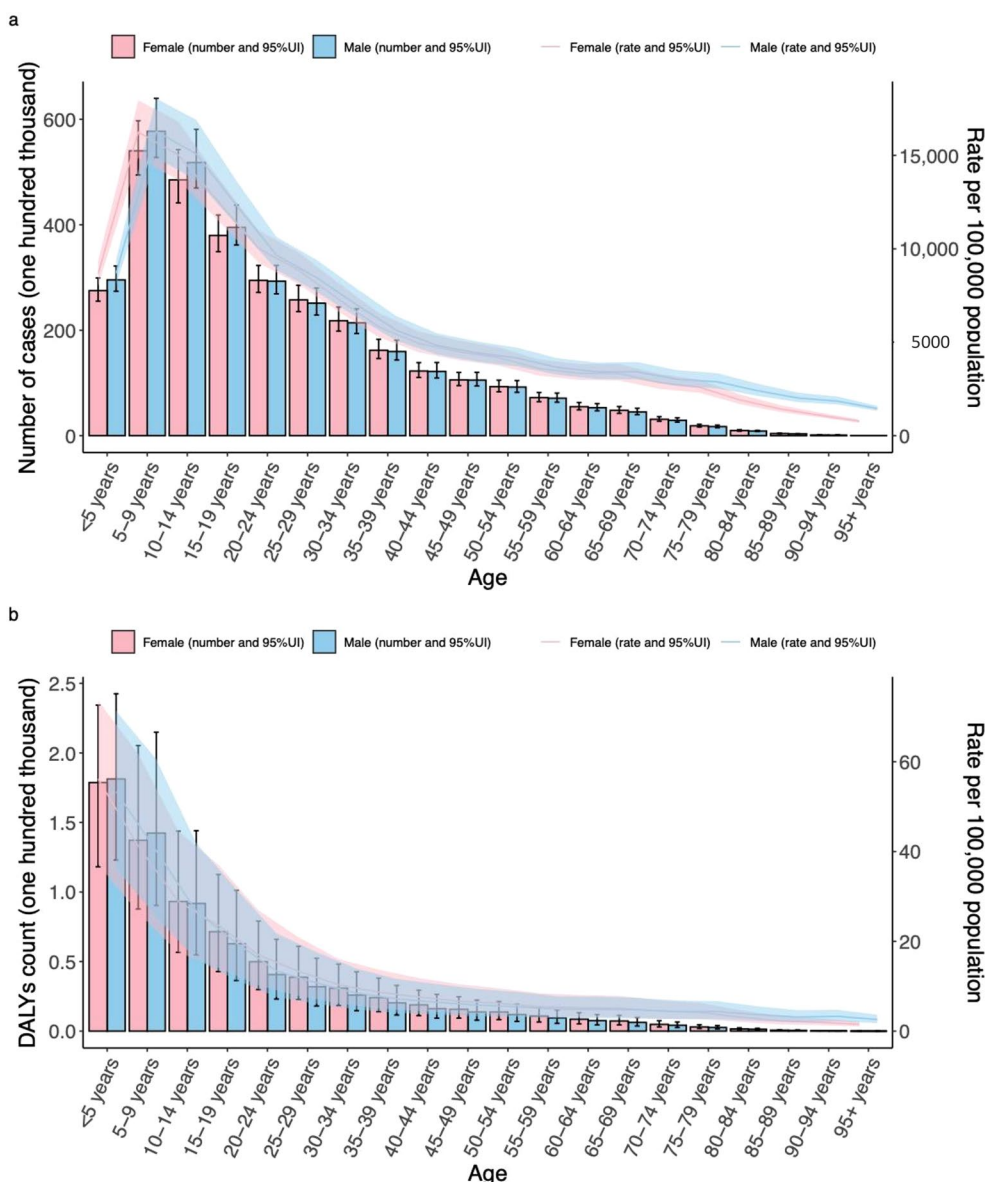 a
Female (number and 95%UI) Male (number and 95%UI) Female (rate and 95%UI) Male (rate and 95%UI)
Number of cases (one hundred thousand)
600
400
200
0
15,000
10,000
5000
0
Rate per 100,000 population
<5 years
5–9 years
10–14 years
15–19 years
20–24 years
25–29 years
30–34 years
35–39 years
40–44 years
45–49 years
50–54 years
55–59 years
60–64 years
65–69 years
70–74 years
75–79 years
80–84 years
85–89 years
90–94 years
95+ years
Age
b
Female (number and 95%UI) Male (number and 95%UI) Female (rate and 95%UI) Male (rate and 95%UI)
DALYs count (one hundred thousand)
2.5
2.0
1.5
1.0
0.5
0.0
60
40
20
0
Rate per 100,000 population
<5 years
5–9 years
10–14 years
15–19 years
20–24 years
25–29 years
30–34 years
35–39 years
40–44 years
45–49 years
50–54 years
55–59 years
60–64 years
65–69 years
70–74 years
75–79 years
80–84 years
85–89 years
90–94 years
95+ years
Age